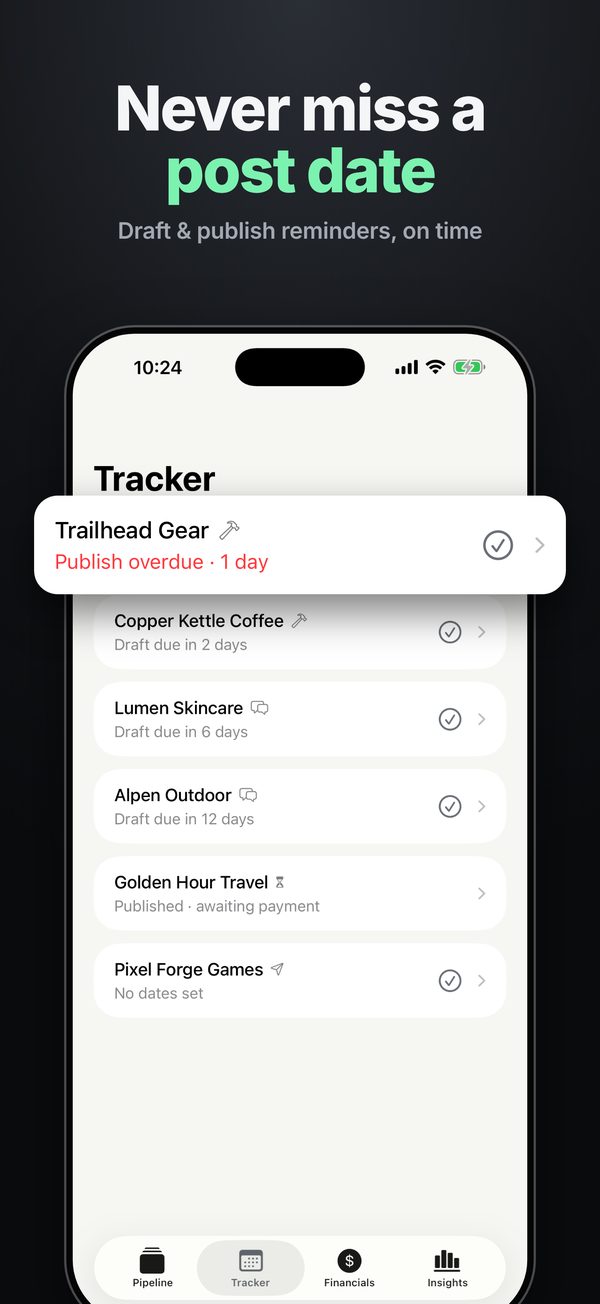 Never miss a
post date
Draft & publish reminders, on time
10:24
Tracker
Trailhead Gear
Publish overdue · 1 day
Copper Kettle Coffee
Draft due in 2 days
Lumen Skincare
Draft due in 6 days
Alpen Outdoor
Draft due in 12 days
Golden Hour Travel
Published · awaiting payment
Pixel Forge Games
No dates set
Pipeline
Tracker
Financials
Insights